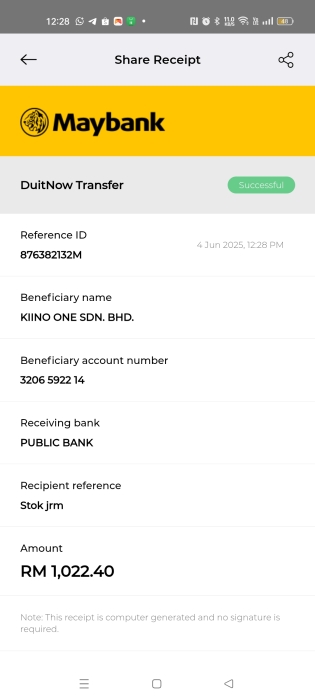 12:28
Share Receipt
Maybank
DuitNow Transfer
Successful
Reference ID
4 Jun 2025, 12:28 PM
876382132M
Beneficiary name
KIINO ONE SDN. BHD.
Beneficiary account number
3206 5922 14
Receiving bank
PUBLIC BANK
Recipient reference
Stok jrm
Amount
RM 1,022.40
Note: This receipt is computer generated and no signature is
required.